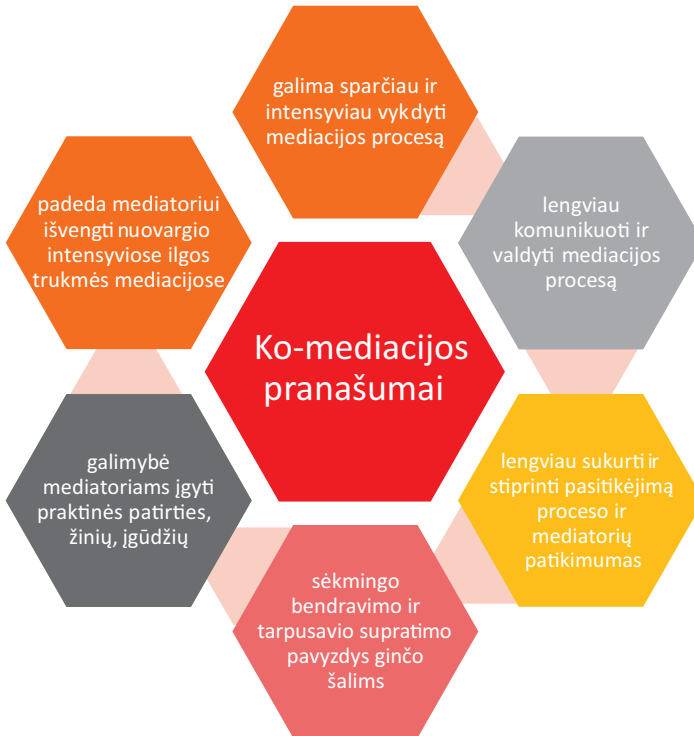 galima sparčiau ir
intensyviau vykdyti
mediacijos procesą
lengviau
komunikuoti ir
valdyti mediacijos
procesą
lengviau sukurti ir
stiprinti pasitikėjimą
proceso ir
mediatorių
patikimumas
sėkmingo
bendravimo ir
tarpusavio supratimo
pavyzdys ginčo
šalims
galimybė
mediatoriams įgyti
praktinės patirties,
žinių, įgūdžių
padeda mediatoriui
išvengti nuovargio
intensyviose ilgos
trukmės mediacijose
Ko-mediacijos
pranašumai